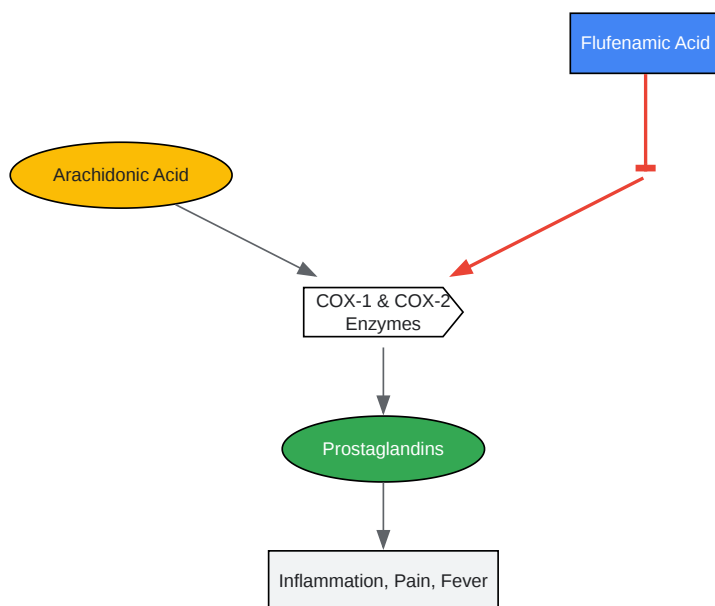 Flufenamic Acid
Arachidonic Acid
COX-1 & COX-2
Enzymes
Prostaglandins
Inflammation, Pain, Fever